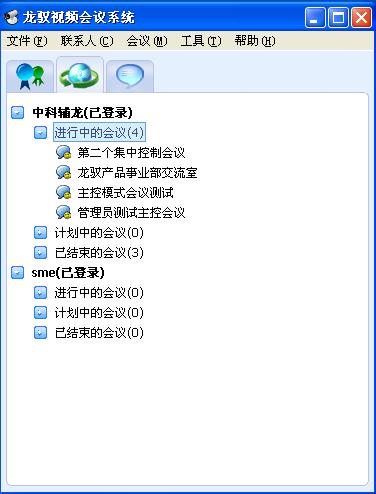 龙驭视频会议系统
文件(F) 联系人(C) 会议(M) 工具(T) 帮助(H)
中科辅龙(已登录)
进行中的会议(4)
第二个集中控制会议
龙驭产品事业部交流室
主控模式会议测试
管理员测试主控会议
计划中的会议(0)
已结束的会议(3)
sme(已登录)
进行中的会议(0)
计划中的会议(0)
已结束的会议(0)